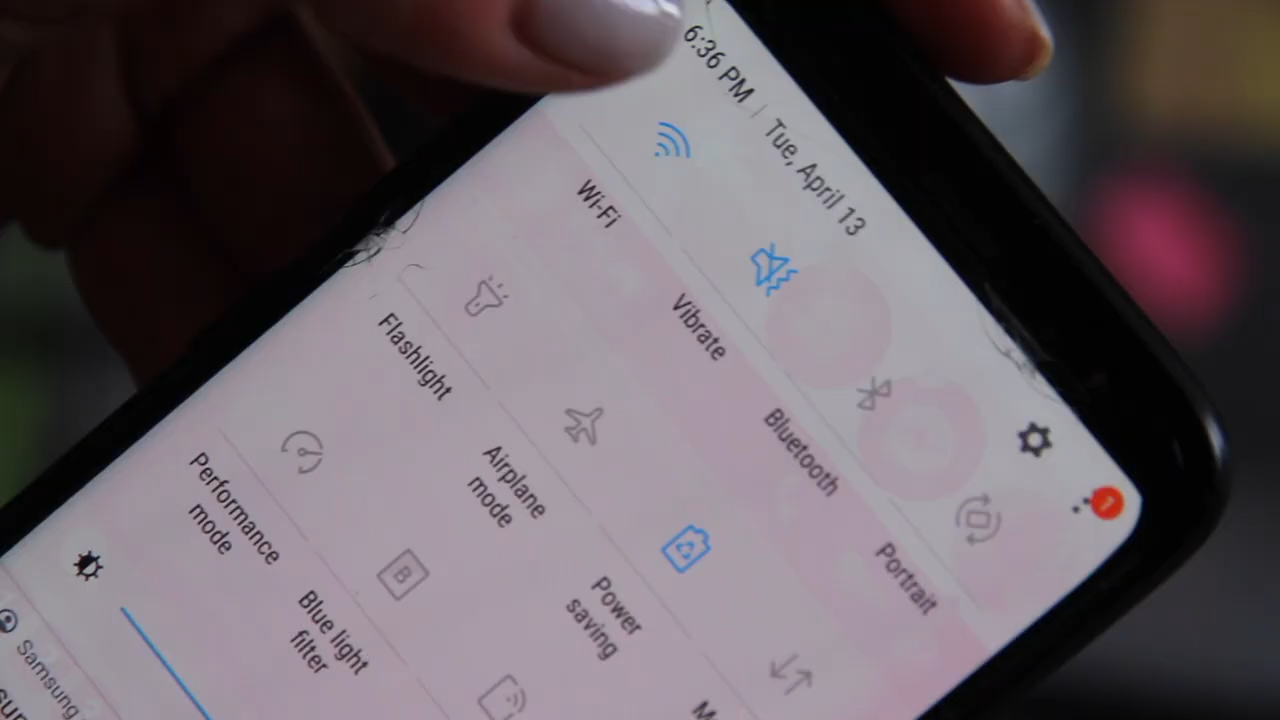 6:36 PM | Tue, April 13
1
Wi-Fi
Vibrate
Bluetooth
Portrait
Flashlight
Airplane
mode
Power
saving
Performance
mode
B
Blue light
filter
Samsung